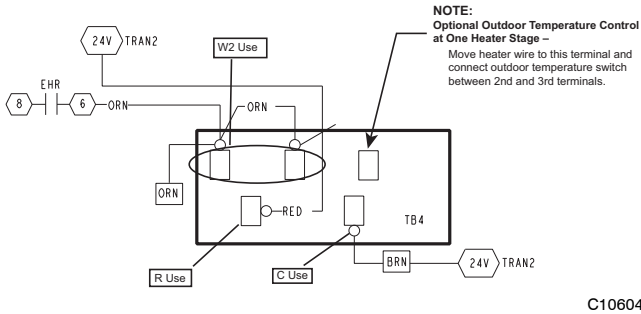 NOTE:
Optional Outdoor Temperature Control
at One Heater Stage –
Move heater wire to this terminal and
connect outdoor temperature switch
between 2nd and 3rd terminals.
24V TRAN2
W2 Use
EHR
8 6 ORN
ORN
ORN
RED
TB4
R Use
C Use
BRN
24V TRAN2
C10604